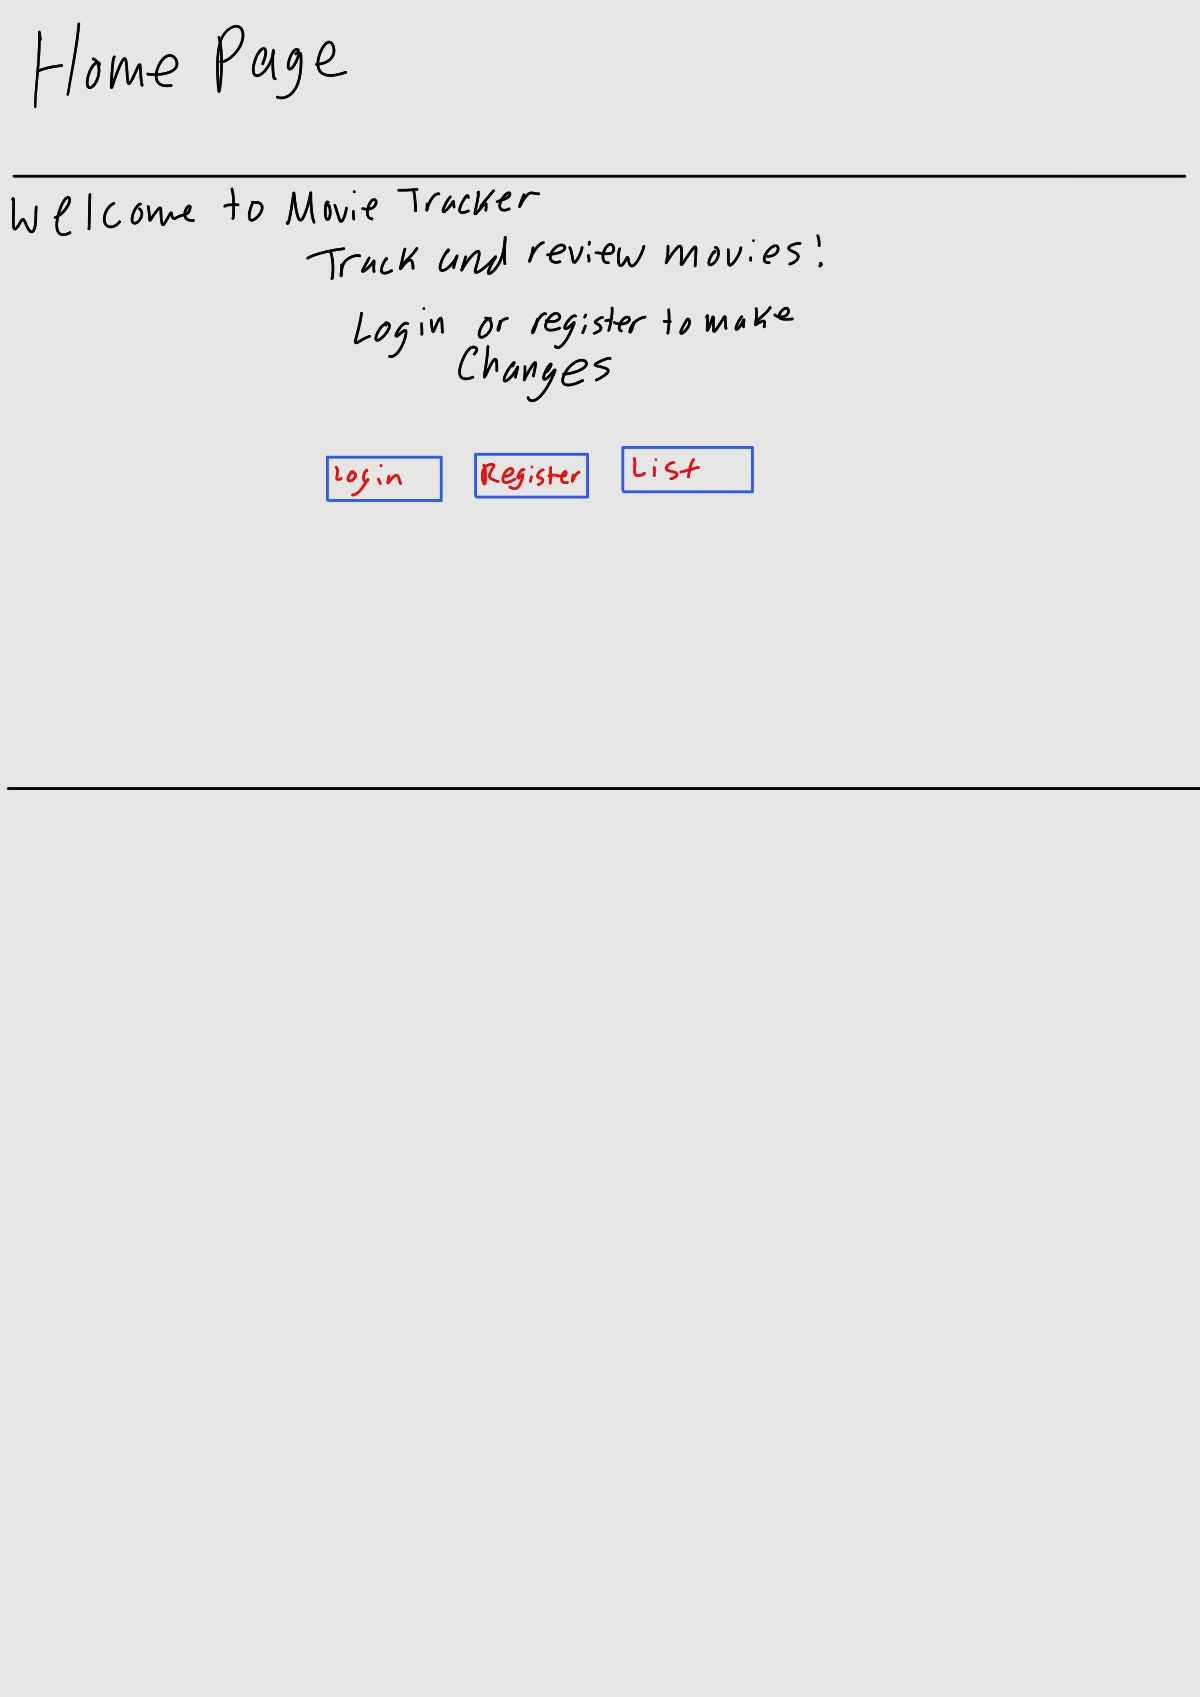 Home Page
Welcome to Movie Tracker
Track and review movies!
Login or register to make
Changes
Login Register List